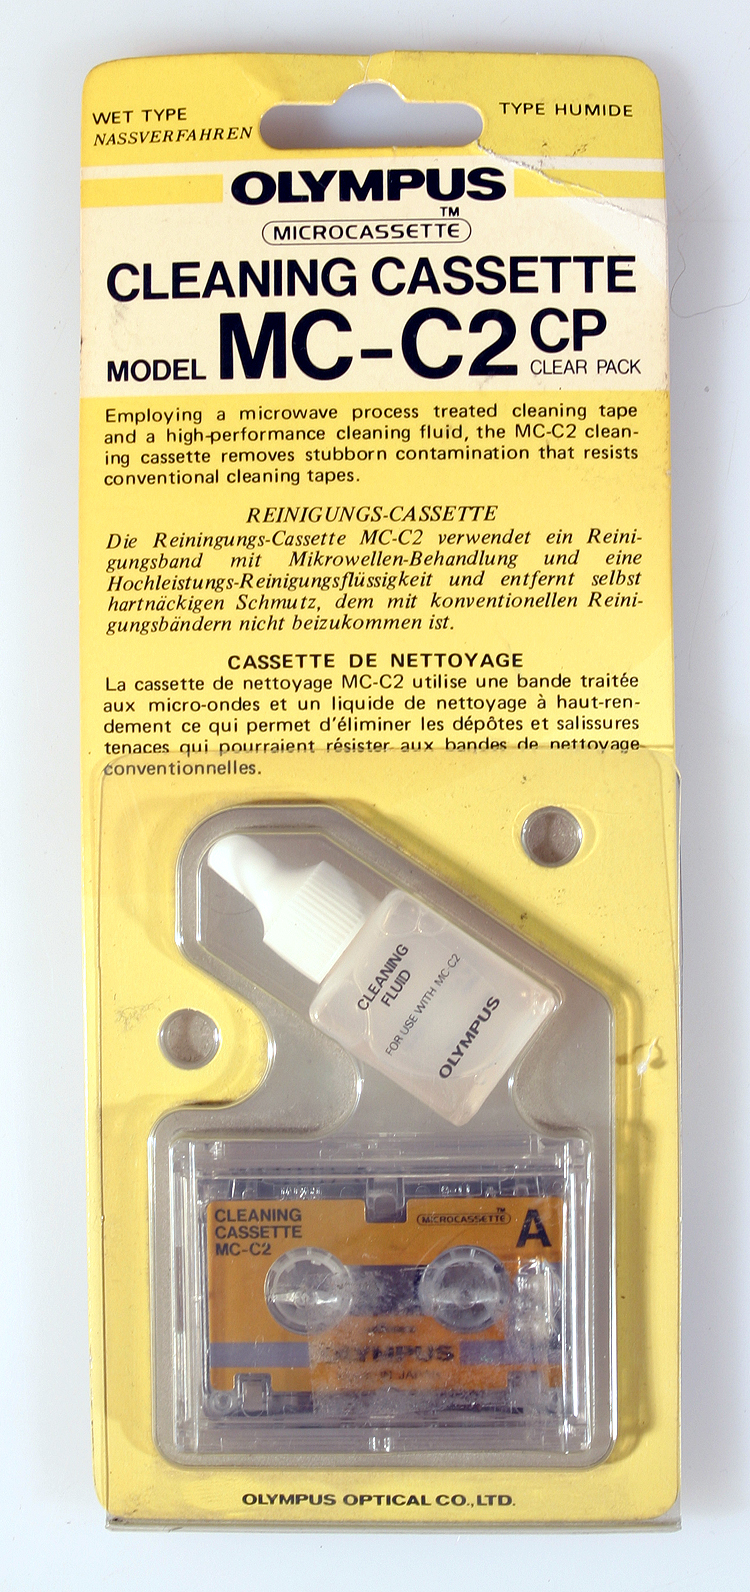 WET TYPE
NASSVERFAHREN
TYPE HUMIDE
OLYMPUS
MICROCASSETTE™
CLEANING CASSETTE
MODEL MC-C2 CP
CLEAR PACK
Employing a microwave process treated cleaning tape
and a high-performance cleaning fluid, the MC-C2 clean-
ing cassette removes stubborn contamination that resists
conventional cleaning tapes.
REINIGUNGS-CASSETTE
Die Reiningungs-Cassette MC-C2 verwendet ein Reini-
gungsband mit Mikrowellen-Behandlung und eine
Hochleistungs-Reinigungsflüssigkeit und entfernt selbst
hartnäckigen Schmutz, dem mit konventionellen Reini-
gungsbändern nicht beizukommen ist.
CASSETTE DE NETTOYAGE
La cassette de nettoyage MC-C2 utilise une bande traitée
aux micro-ondes et un liquide de nettoyage à haut-ren-
dement ce qui permet d'éliminer les dépôtes et salissures
tenaces qui pourraient résister aux bandes de nettoyage
conventionnelles.
CLEANING
FLUID
FOR USE WITH MC-C2
OLYMPUS
CLEANING
CASSETTE
MC-C2
MICROCASSETTE™
A
OLYMPUS
OLYMPUS OPTICAL CO.,LTD.